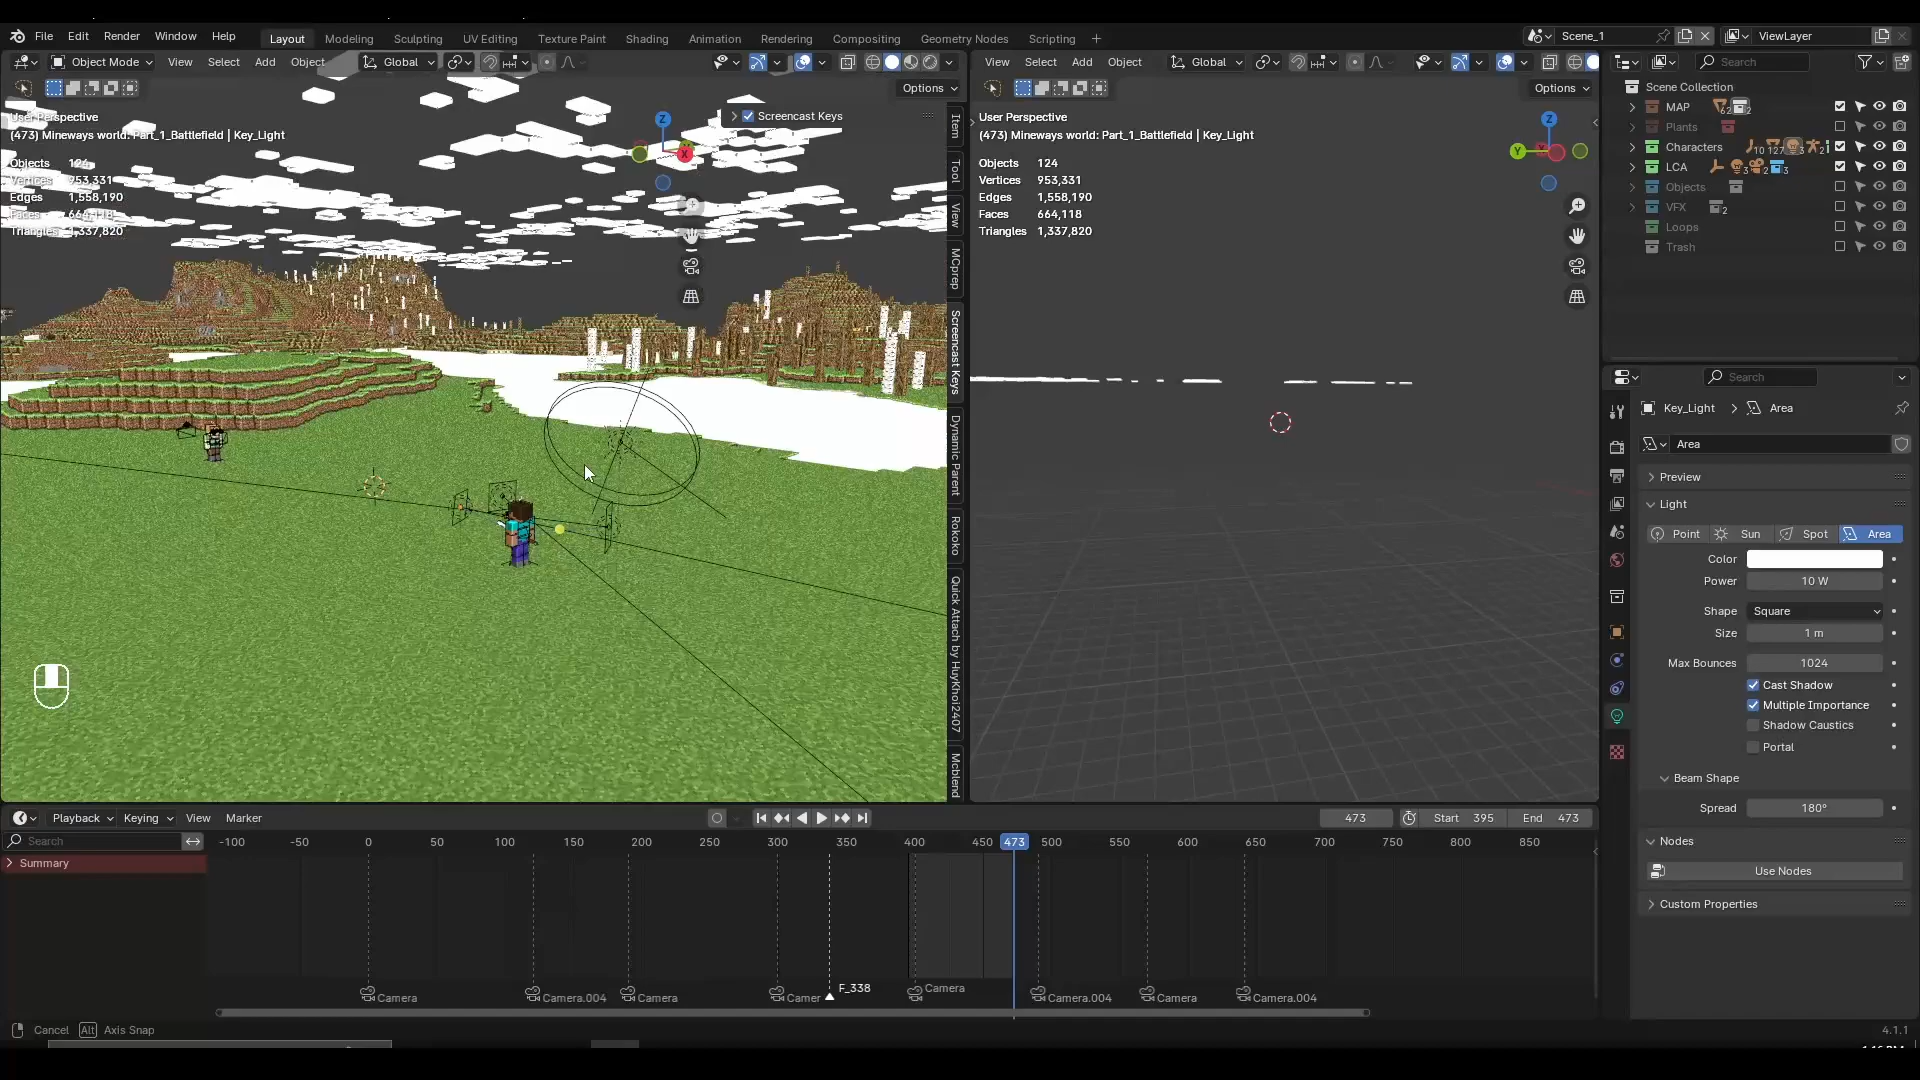 File Edit Render Window Help Layout Modeling Sculpting UV Editing Texture Paint Shading Animation Rendering Compositing Geometry Nodes Scripting Scene_1 ViewLayer
Object Mode View Select Add Object Global
Options
View Select Add Object Global
Options
Search
User Perspective
(473) Mineways world: Part_1_Battlefield | Key_Light
Objects 124
Vertices 953,331
Edges 1,558,190
Faces 664,118
Triangles 1,337,820
Screencast Keys
Z
X
Item
Tool
View
MCprep
Screencast Keys
Dynamic Parent
Rokoko
Quick Attach by HuyKhoi2407
Mcblend
User Perspective
(473) Mineways world: Part_1_Battlefield | Key_Light
Objects 124
Vertices 953,331
Edges 1,558,190
Faces 664,118
Triangles 1,337,820
Z
Y
Scene Collection
MAP
Plants
Characters
LCA
Objects
VFX
Loops
Trash
Search
Key_Light Area
Area
Preview
Light
Point Sun Spot Area
Color
Power 10 W
Shape Square
Size 1 m
Max Bounces 1024
Cast Shadow
Multiple Importance
Shadow Caustics
Portal
Beam Shape
Spread 180°
Nodes
Use Nodes
Custom Properties
Playback Keying View Marker 473 Start 395 End 473
Search
-100 -50 0 50 100 150 200 250 300 350 400 450 473 500 550 600 650 700 750 800 850
Summary
Camera Camera.004 Camera Camer F_338 Camera Camera.004 Camera Camera.004
Cancel Alt Axis Snap
4.1.1